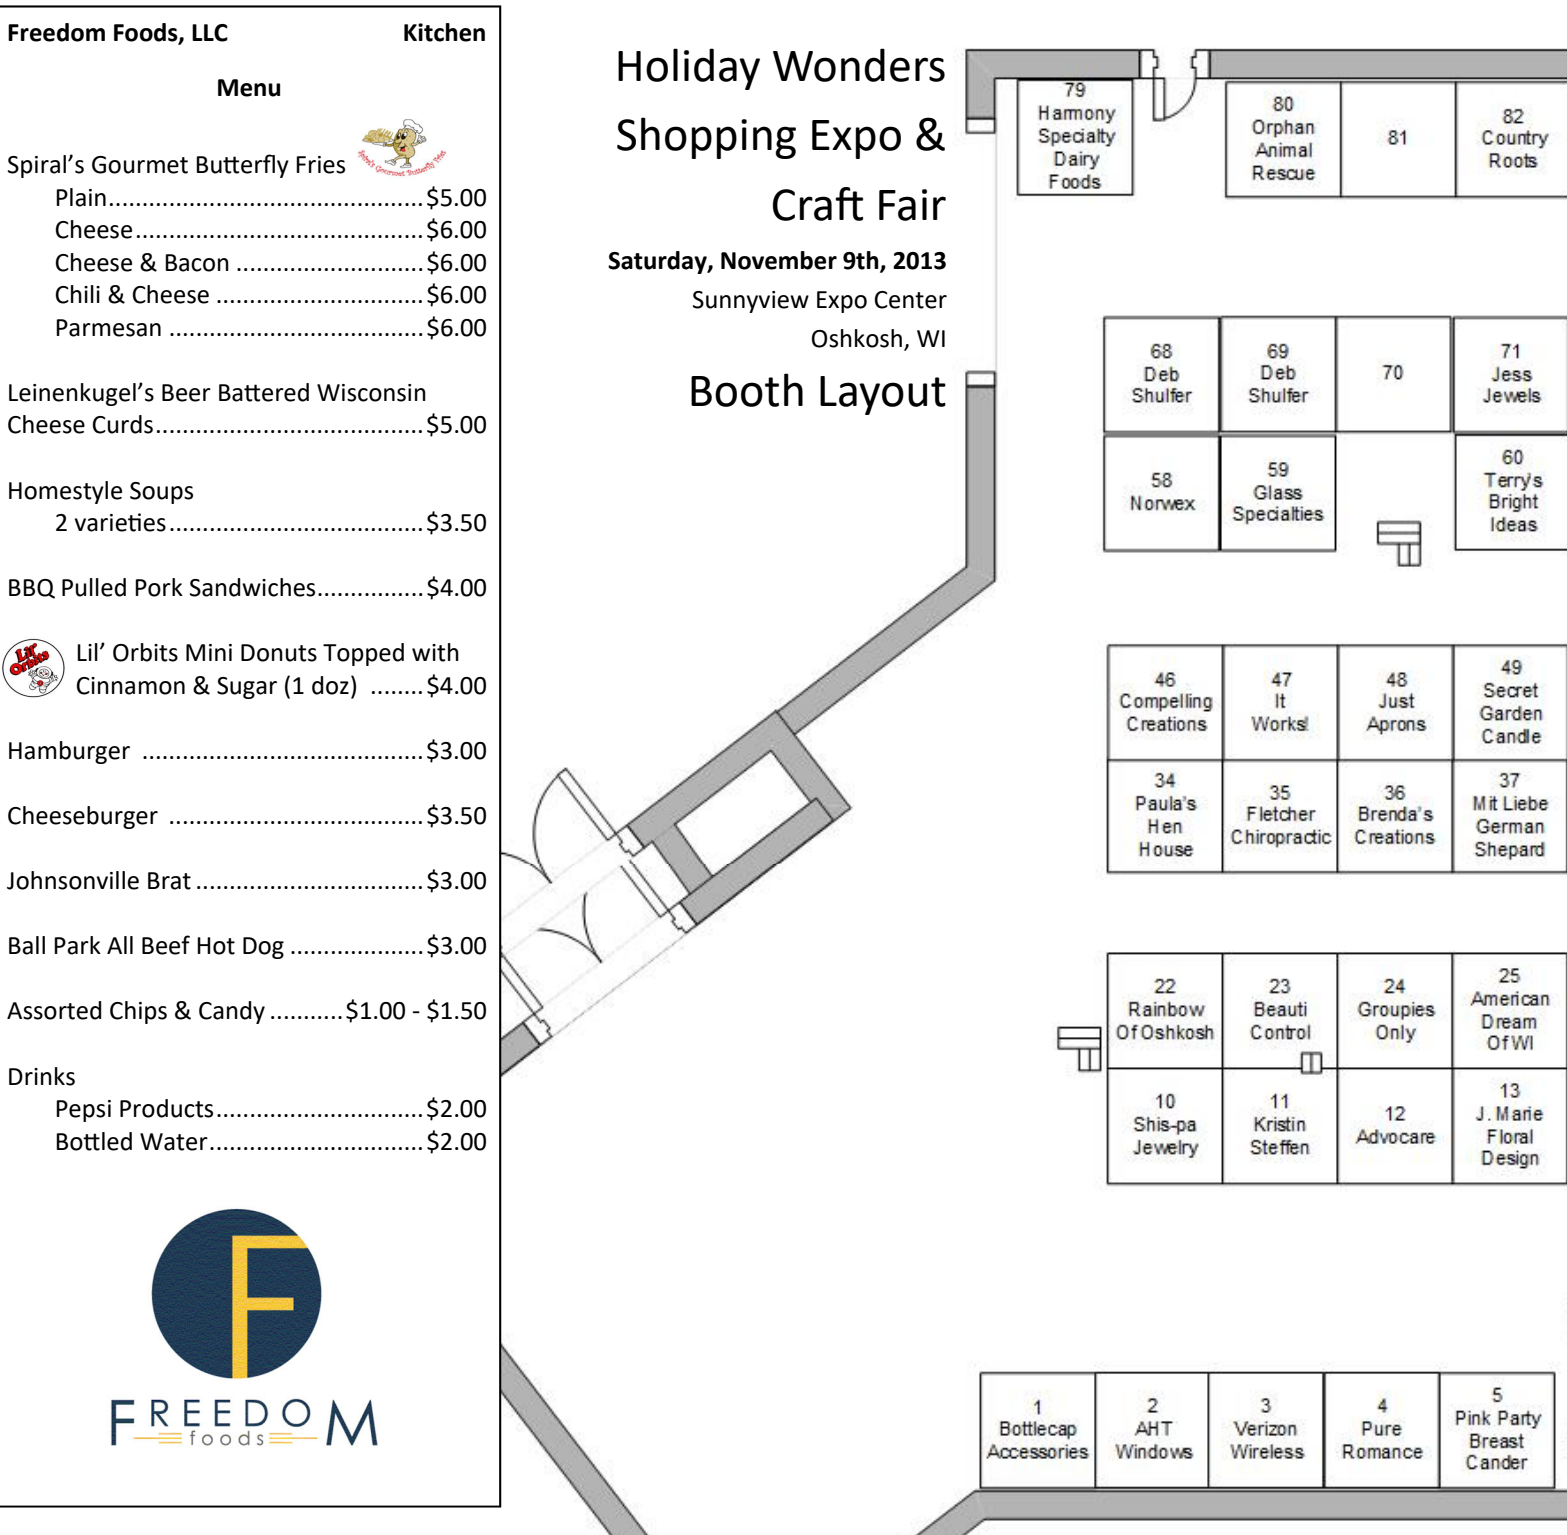 Freedom Foods, LLC Kitchen
Menu
Spiral's Gourmet Butterfly Fries
Spiral's Gourmet Butterfly Fries
Plain...............................................$5.00
Cheese...........................................$6.00
Cheese & Bacon ............................$6.00
Chili & Cheese ...............................$6.00
Parmesan ......................................$6.00
Leinenkugel's Beer Battered Wisconsin
Cheese Curds........................................$5.00
Homestyle Soups
2 varieties......................................$3.50
BBQ Pulled Pork Sandwiches................$4.00
Lil' Orbits
Lil' Orbits Mini Donuts Topped with
Cinnamon & Sugar (1 doz) ........$4.00
Hamburger ..........................................$3.00
Cheeseburger ......................................$3.50
Johnsonville Brat..................................$3.00
Ball Park All Beef Hot Dog ....................$3.00
Assorted Chips & Candy ...........$1.00 - $1.50
Drinks
Pepsi Products...............................$2.00
Bottled Water................................$2.00
F
FREEDOM
foods
Holiday Wonders
Shopping Expo &
Craft Fair
Saturday, November 9th, 2013
Sunnyview Expo Center
Oshkosh, WI
Booth Layout
79
Harmony
Specialty
Dairy
Foods
80
Orphan
Animal
Rescue
81
82
Country
Roots
68
Deb
Shulfer
69
Deb
Shulfer
70
71
Jess
Jewels
58
Norwex
59
Glass
Specialties
60
Terry's
Bright
Ideas
46
Compelling
Creations
47
It
Works!
48
Just
Aprons
49
Secret
Garden
Candle
34
Paula's
Hen
House
35
Fletcher
Chiropractic
36
Brenda's
Creations
37
Mit Liebe
German
Shepard
22
Rainbow
Of Oshkosh
23
Beauti
Control
24
Groupies
Only
25
American
Dream
Of WI
10
Shis-pa
Jewelry
11
Kristin
Steffen
12
Advocare
13
J. Marie
Floral
Design
1
Bottlecap
Accessories
2
AHT
Windows
3
Verizon
Wireless
4
Pure
Romance
5
Pink Party
Breast
Cander